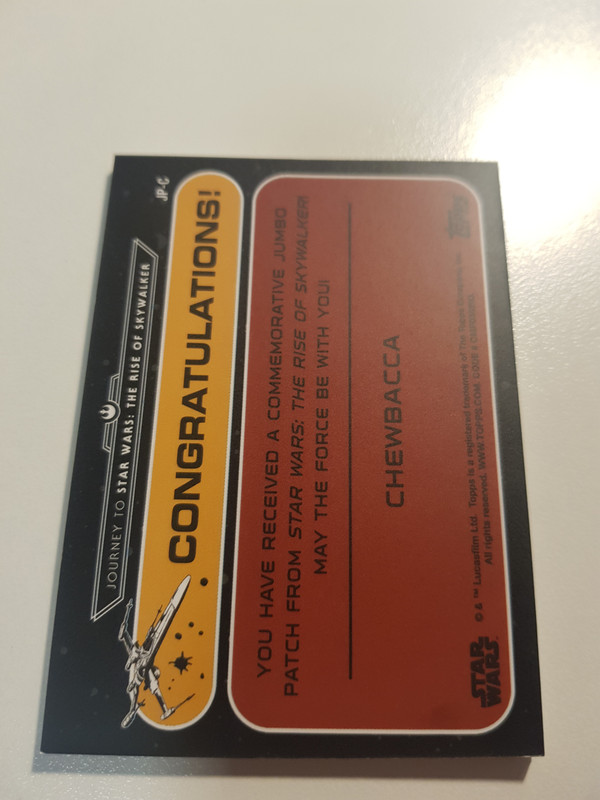 JOURNEY TO STAR WARS: THE RISE OF SKYWALKER
JP-C
CONGRATULATIONS!
YOU HAVE RECEIVED A COMMEMORATIVE JUMBO
PATCH FROM STAR WARS: THE RISE OF SKYWALKER!
MAY THE FORCE BE WITH YOU!
CHEWBACCA
© & ™ Lucasfilm Ltd. Topps is a registered trademark of The Topps Company, Inc.
All rights reserved. WWW.TOPPS.COM. CODE #
STAR WARS
Topps